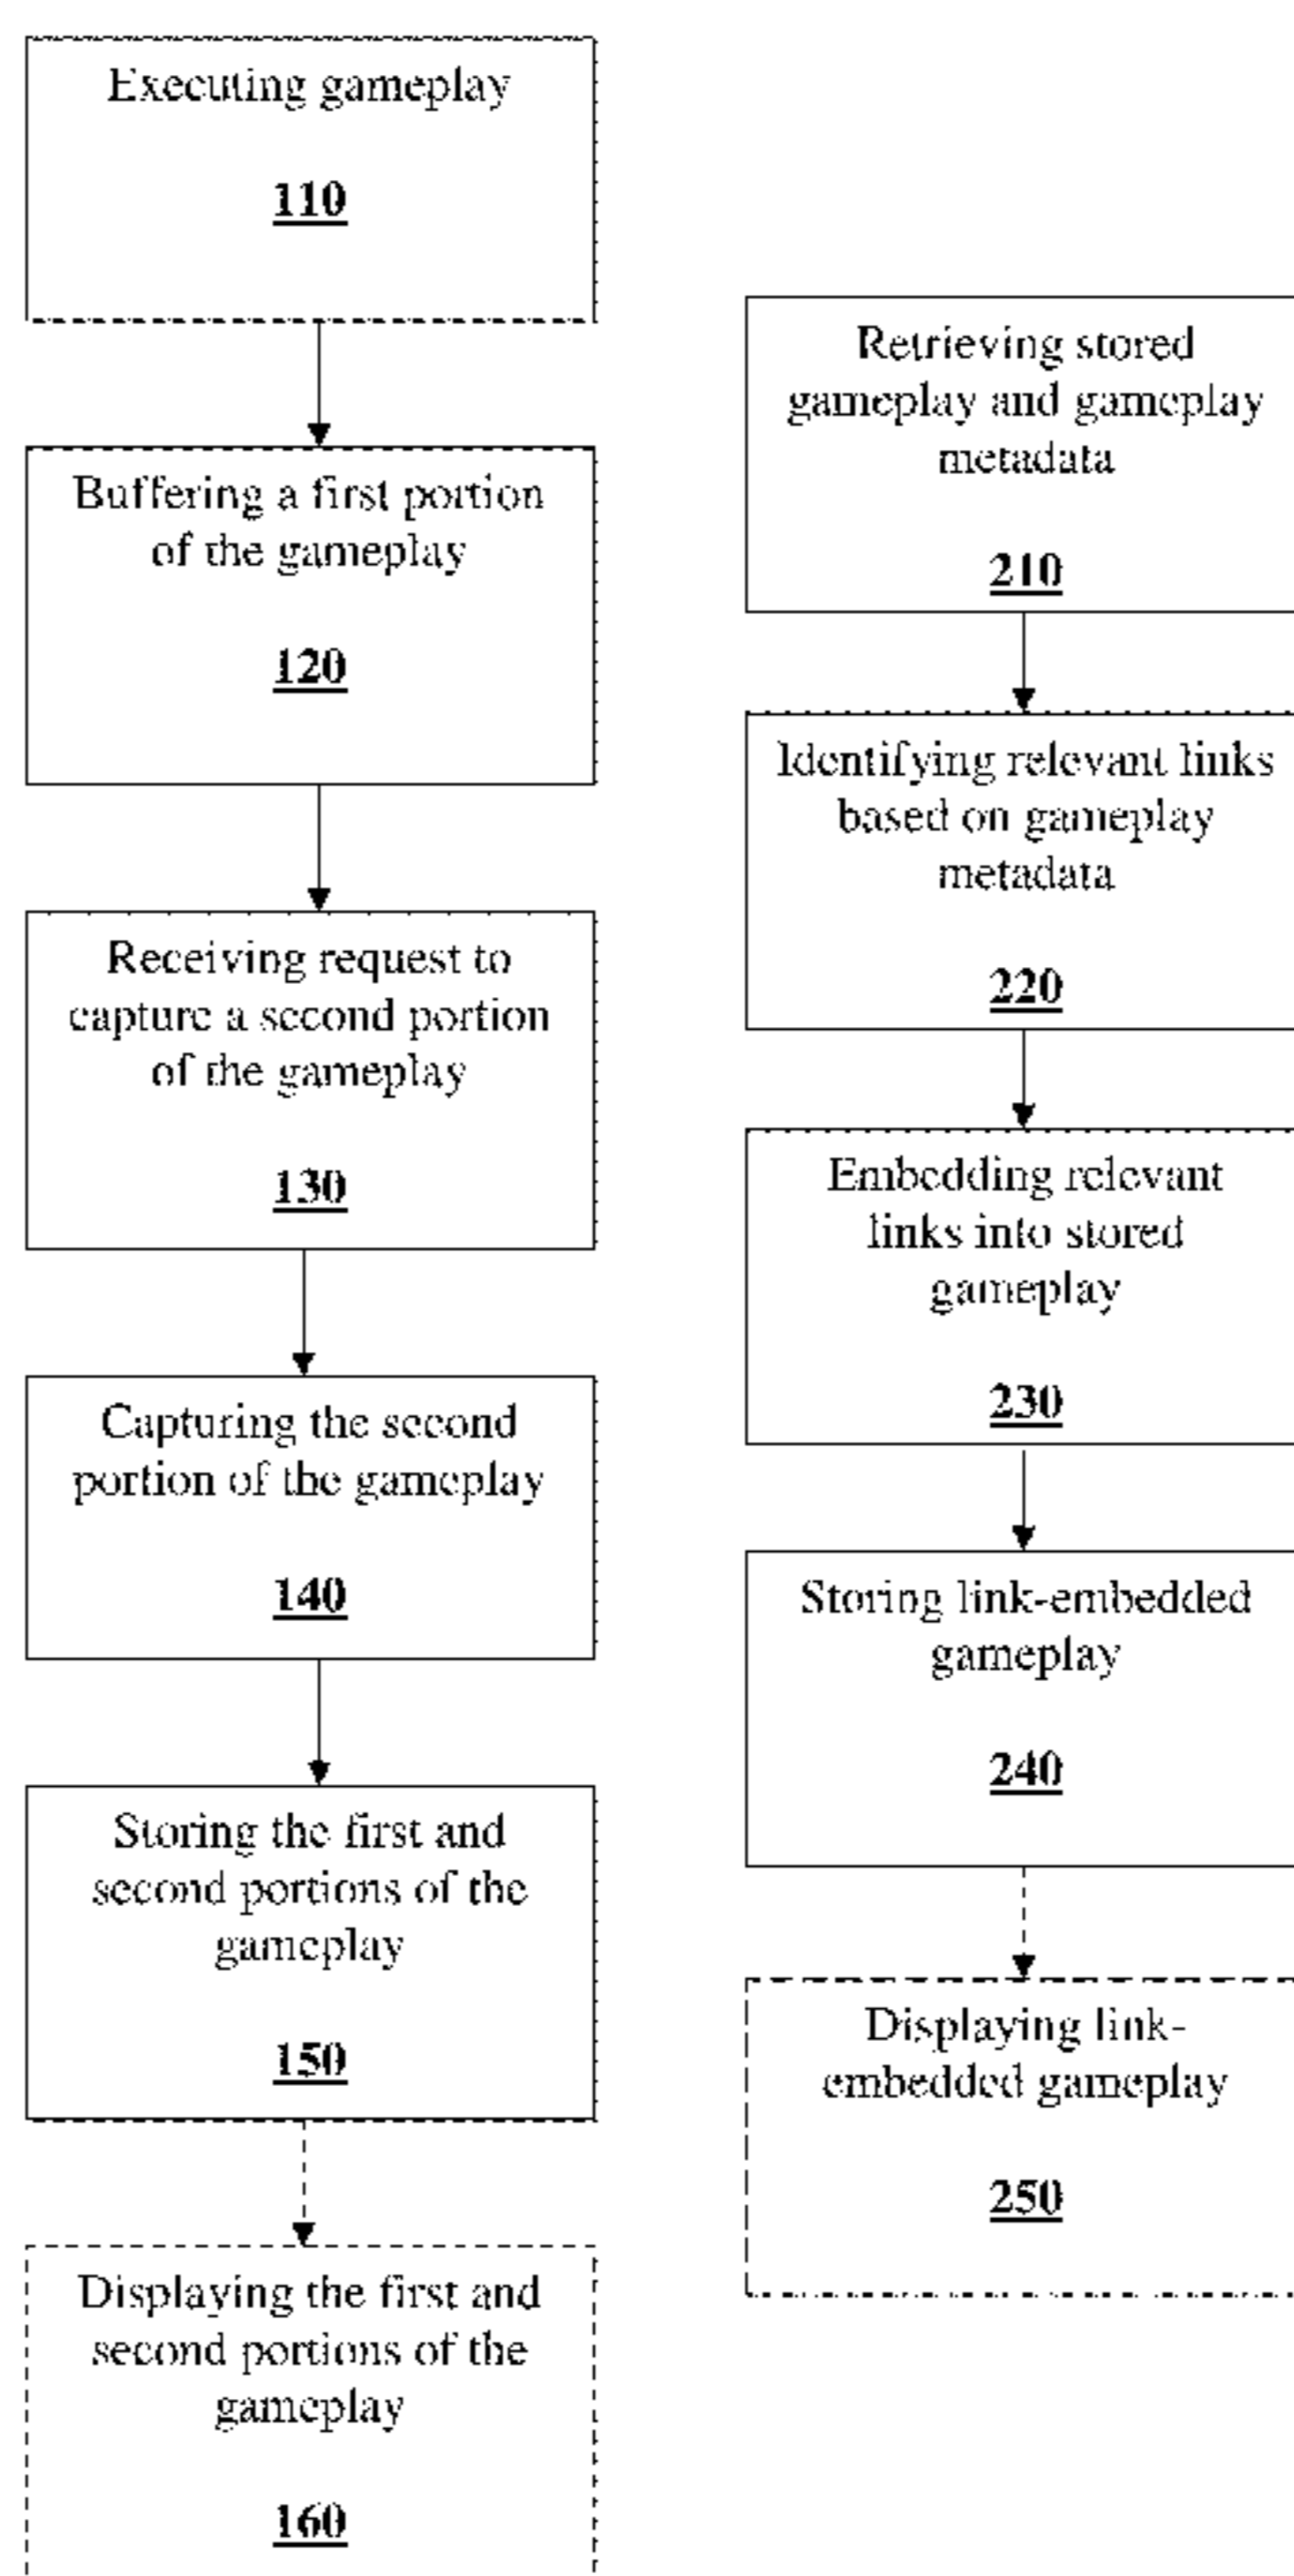 Executing gameplay
110
Buffering a first portion
of the gameplay
120
Receiving request to
capture a second portion
of the gameplay
130
Capturing the second
portion of the gameplay
140
Storing the first and
second portions of the
gameplay
150
Displaying the first and
second portions of the
gameplay
160
Retrieving stored
gameplay and gameplay
metadata
210
Identifying relevant links
based on gameplay
metadata
220
Embedding relevant
links into stored
gameplay
230
Storing link-embedded
gameplay
240
Displaying link-
embedded gameplay
250